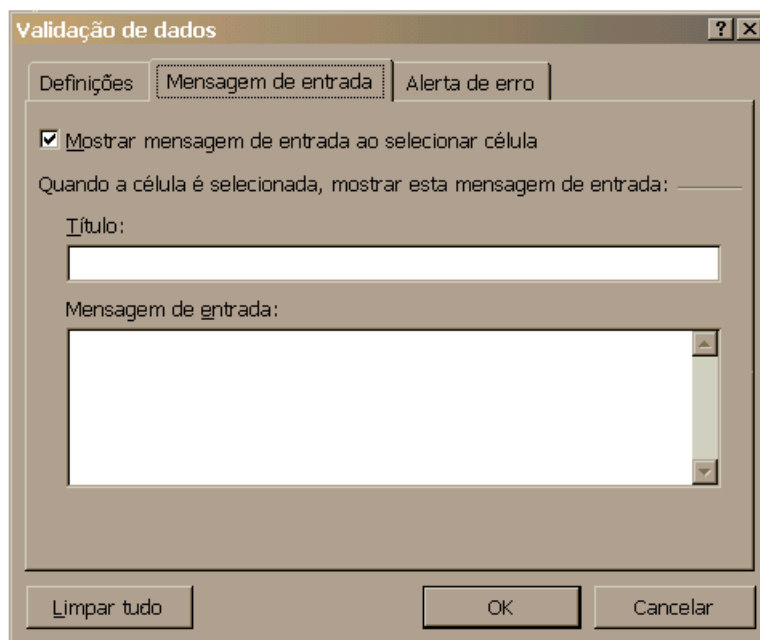 Validação de dados
Definições Mensagem de entrada Alerta de erro
Mostrar mensagem de entrada ao selecionar célula
Quando a célula é selecionada, mostrar esta mensagem de entrada:
Título:
Mensagem de entrada:
Limpar tudo OK Cancelar